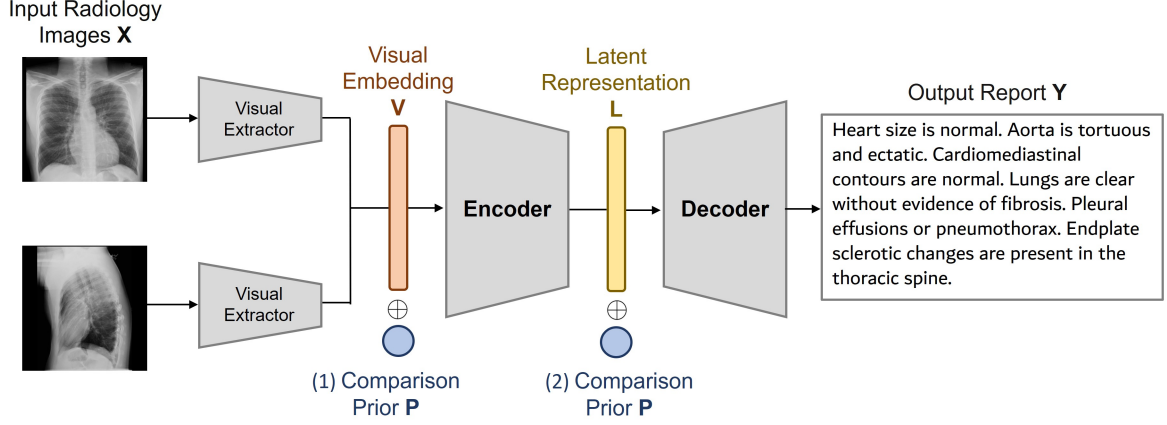 Input Radiology
Images X
Visual
Extractor
Visual
Extractor
Visual
Embedding
V
(1) Comparison
Prior P
Encoder
Latent
Representation
L
(2) Comparison
Prior P
Decoder
Output Report Y
Heart size is normal. Aorta is tortuous
and ectatic. Cardiomediastinal
contours are normal. Lungs are clear
without evidence of fibrosis. Pleural
effusions or pneumothorax. Endplate
sclerotic changes are present in the
thoracic spine.